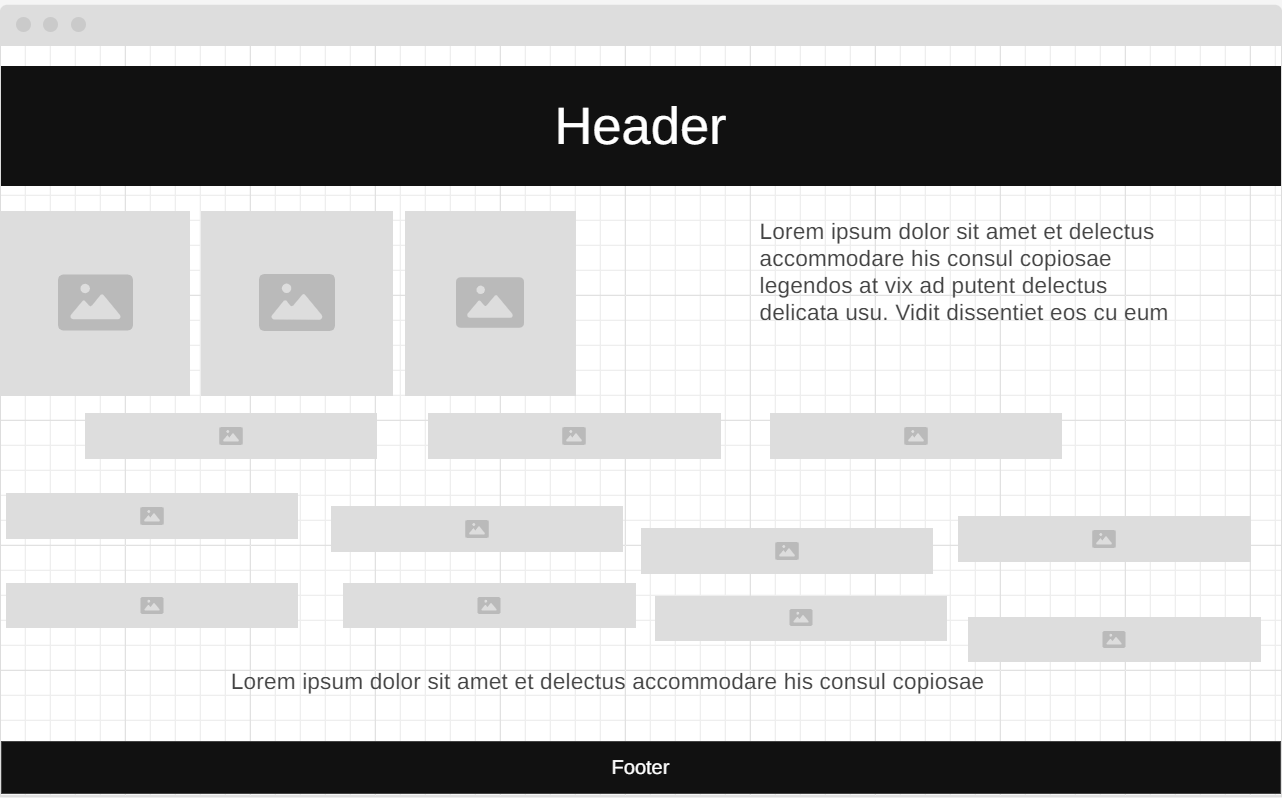 Header
Lorem ipsum dolor sit amet et delectus
accommodare his consul copiosae
legendos at vix ad putent delectus
delicata usu. Vidit dissentiet eos cu eum
Lorem ipsum dolor sit amet et delectus accommodare his consul copiosae
Footer